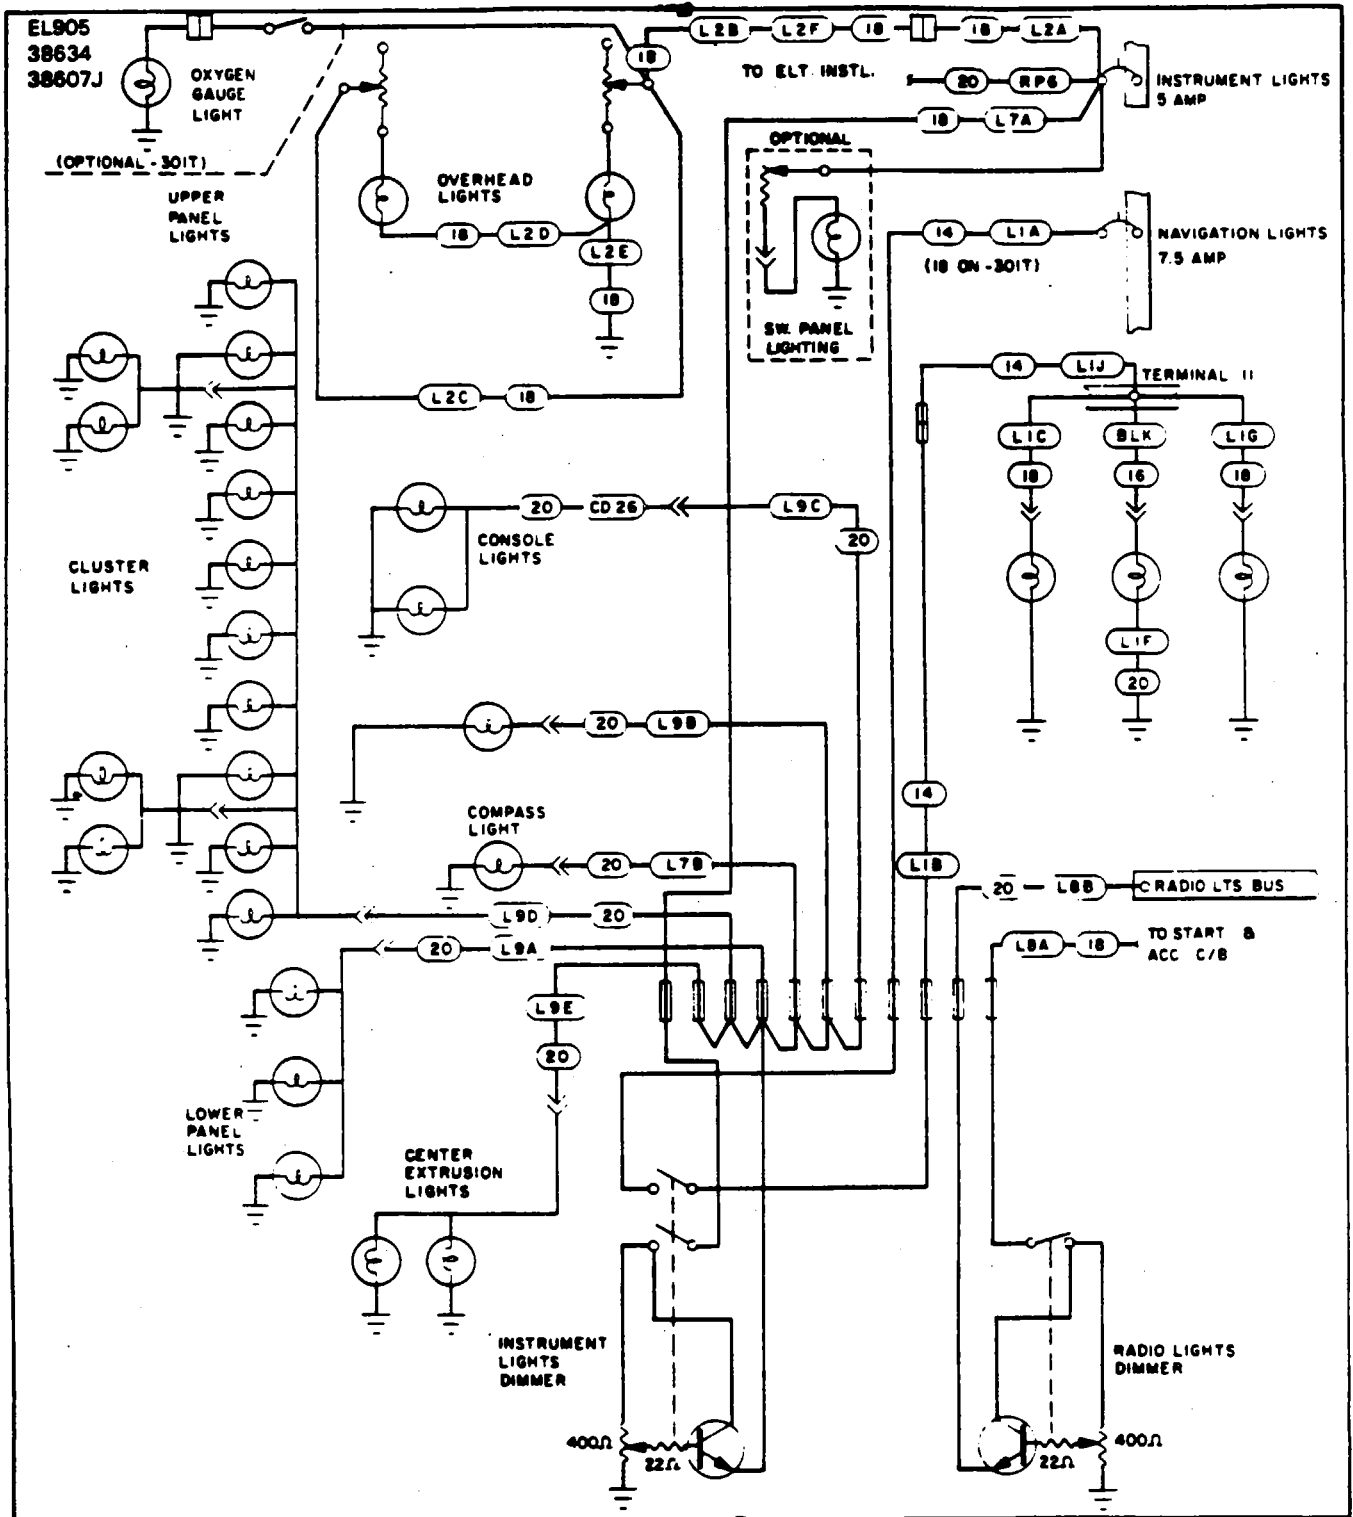 EL905
38634
38607J
OXYGEN
GAUGE
LIGHT
(OPTIONAL - 301T)
UPPER
PANEL
LIGHTS
OVERHEAD
LIGHTS
18 L2D
L2E
18
L2C 18
18
L2B L2F 18 18 L2A
TO ELT. INSTL.
20 RP6
18 L7A
INSTRUMENT LIGHTS
5 AMP
OPTIONAL
SW. PANEL
LIGHTING
14 L1A
(18 ON -301T)
NAVIGATION LIGHTS
7.5 AMP
14 L1J
TERMINAL 11
L1C BLK L1G
18 16 18
L1F
20
CLUSTER
LIGHTS
CONSOLE
LIGHTS
20 CD 26 L9C
20
20 L9B
COMPASS
LIGHT
20 L7B
14
L1B
20 L8B RADIO LTS BUS
L9D 20
20 L9A
L8A 18 TO START &
ACC C/B
L9E
20
LOWER
PANEL
LIGHTS
CENTER
EXTRUSION
LIGHTS
INSTRUMENT
LIGHTS
DIMMER
400Ω
22Ω
RADIO LIGHTS
DIMMER
22Ω
400Ω